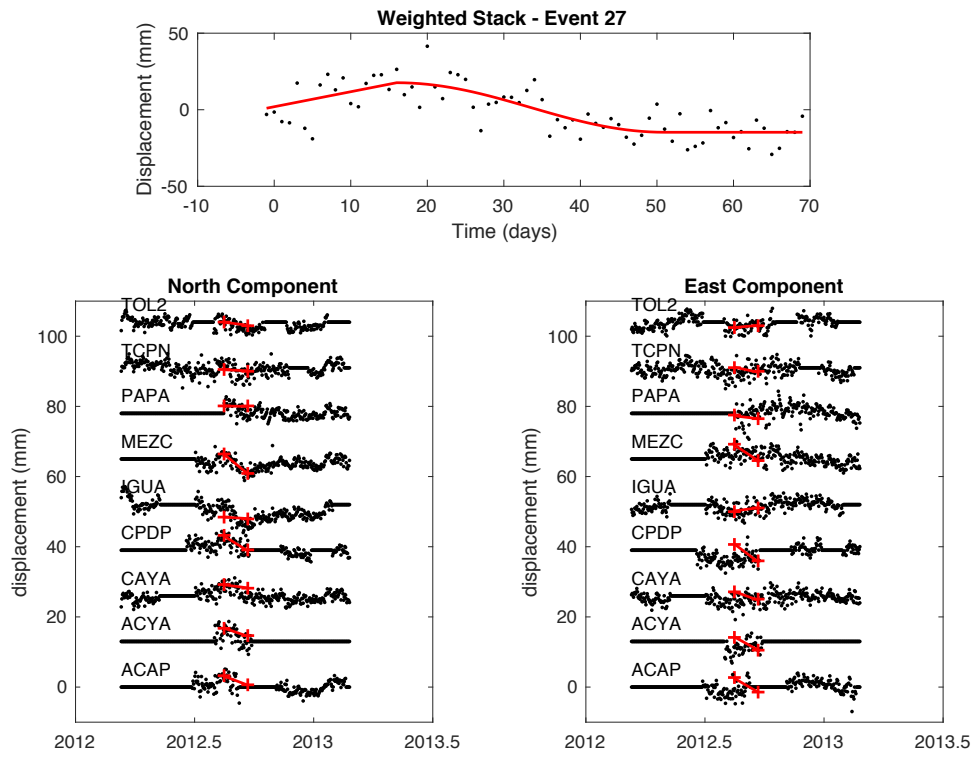 Weighted Stack - Event 27
Displacement (mm)
50
0
-50
-10 0 10 20 30 40 50 60 70
Time (days)
North Component
displacement (mm)
100
80
60
40
20
0
TOL2
TCPN
PAPA
MEZC
IGUA
CPDP
CAYA
ACYA
ACAP
2012 2012.5 2013 2013.5
East Component
displacement (mm)
100
80
60
40
20
0
TOL2
TCPN
PAPA
MEZC
IGUA
CPDP
CAYA
ACYA
ACAP
2012 2012.5 2013 2013.5